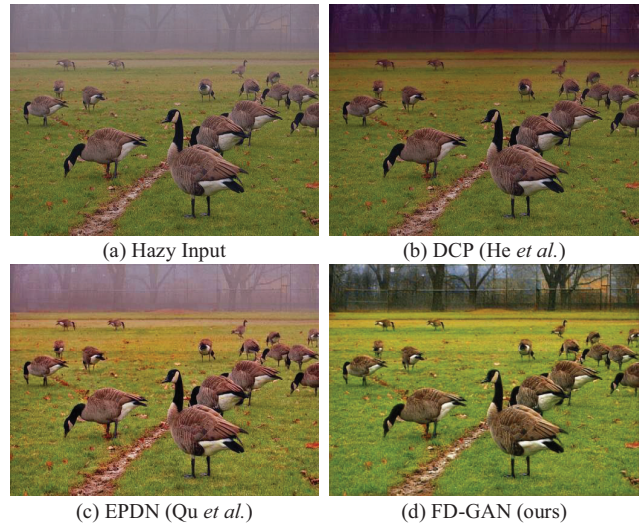 (a) Hazy Input
(b) DCP (He et al.)
(c) EPDN (Qu et al.)
(d) FD-GAN (ours)